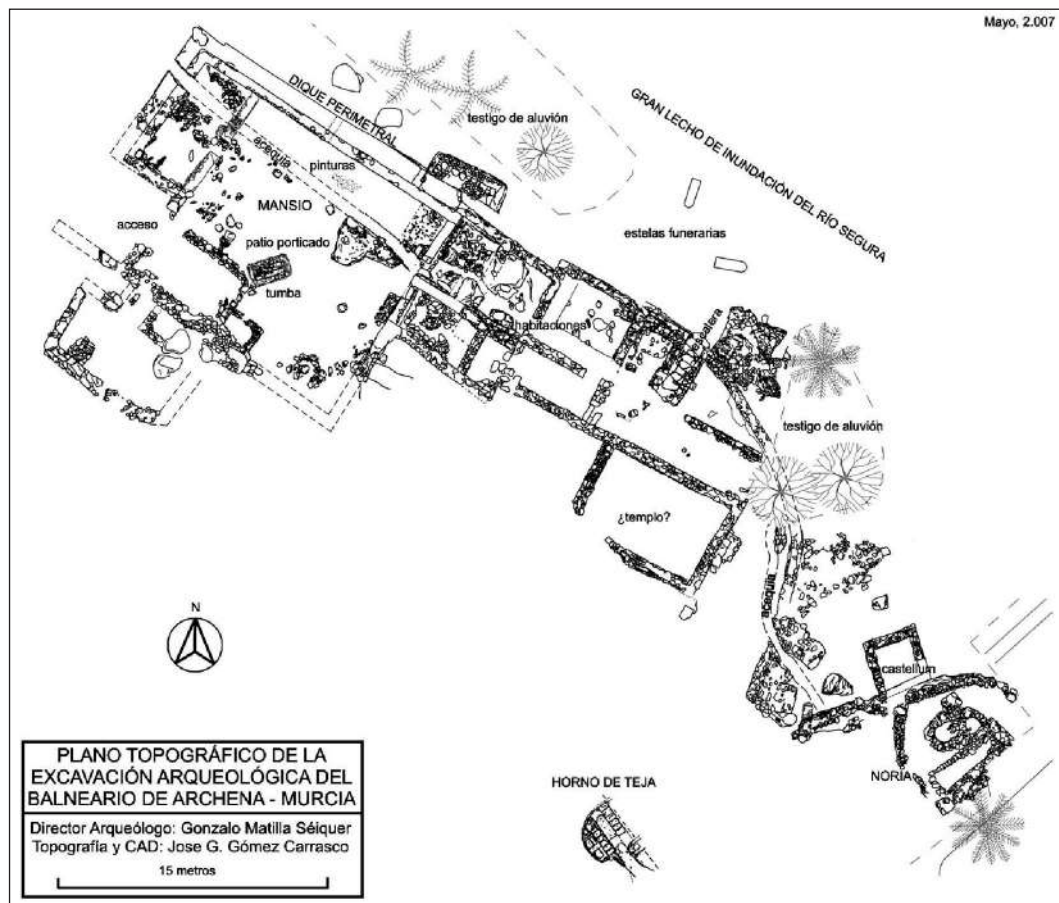 Mayo, 2.007
DIQUE PERIMETRAL
testigo de aluvión
GRAN LECHO DE INUNDACIÓN DEL RÍO SEGURA
acequia
pinturas
MANSIO
acceso
patio porticado
estelas funerarias
tumba
habitaciones
testigo de aluvión
¿templo?
acequia
N
castellum
NORIA
HORNO DE TEJA
PLANO TOPOGRÁFICO DE LA
EXCAVACIÓN ARQUEOLÓGICA DEL
BALNEARIO DE ARCHENA - MURCIA
Director Arqueólogo: Gonzalo Matilla Séiquer
Topografía y CAD: Jose G. Gómez Carrasco
15 metros